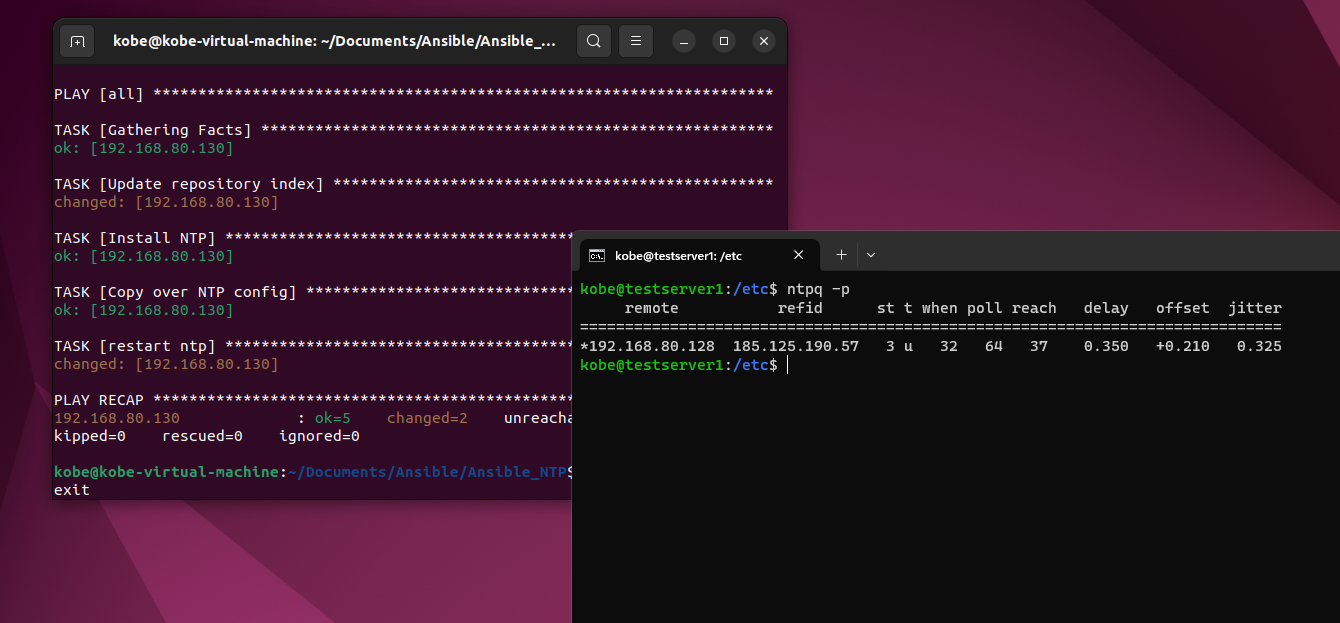 kobe@kobe-virtual-machine: ~/Documents/Ansible/Ansible_...
PLAY [all] *********************************************************************
TASK [Gathering Facts] *********************************************************
ok: [192.168.80.130]
TASK [Update repository index] *************************************************
changed: [192.168.80.130]
TASK [Install NTP] ***************************************
ok: [192.168.80.130]
TASK [Copy over NTP config] ******************************
ok: [192.168.80.130]
TASK [restart ntp] ***************************************
changed: [192.168.80.130]
PLAY RECAP ***********************************************
192.168.80.130             : ok=5    changed=2    unreacha
kipped=0    rescued=0    ignored=0
kobe@kobe-virtual-machine:~/Documents/Ansible/Ansible_NTP$
exit
kobe@testserver1: /etc
kobe@testserver1:/etc$ ntpq -p
     remote           refid      st t when poll reach   delay   offset  jitter
==============================================================================
*192.168.80.128  185.125.190.57   3 u   32   64   37    0.350   +0.210   0.325
kobe@testserver1:/etc$